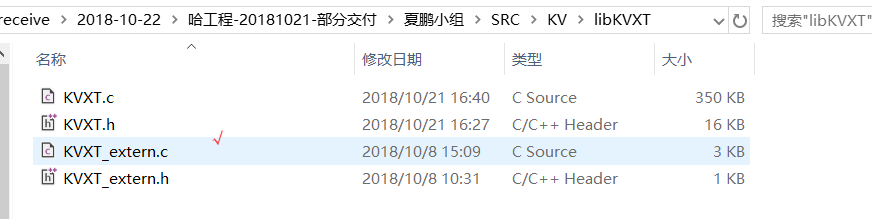 receive > 2018-10-22 > 哈工程-20181021-部分交付 > 夏鹏小组 > SRC > KV > libKVXT 搜索"libKVXT"
名称 修改日期 类型 大小
KVXT.c 2018/10/21 16:40 C Source 350 KB
KVXT.h 2018/10/21 16:27 C/C++ Header 16 KB
KVXT_extern.c 2018/10/8 15:09 C Source 3 KB
KVXT_extern.h 2018/10/8 10:31 C/C++ Header 1 KB